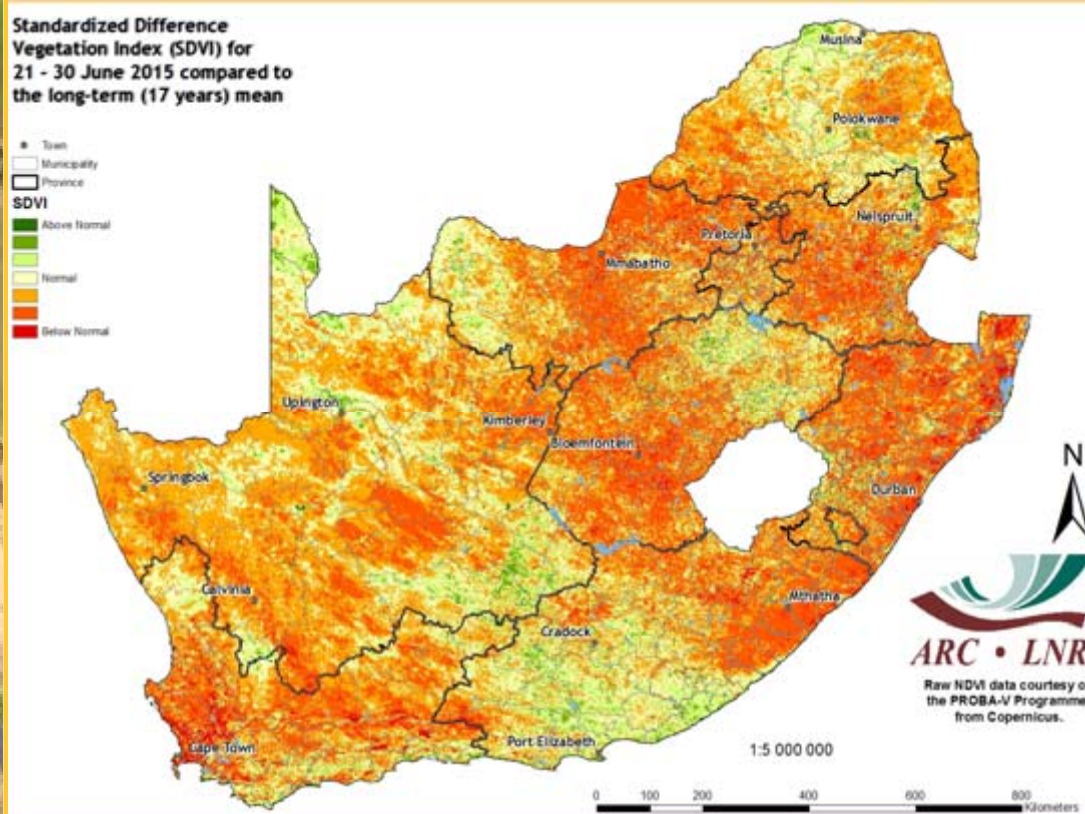 Standardized Difference
Vegetation Index (SDVI) for
21 - 30 June 2015 compared to
the long-term (17 years) mean
Town
Municipality
Province
SDVI
Above Normal
Normal
Below Normal
Musina
Polokwane
Nelspruit
Pretoria
Mmabatho
Upington
Kimberley
Bloemfontein
Springbok
Durban
Calvinia
Mthatha
Cradock
Cape Town
Port Elizabeth
N
ARC • LNR
Raw NDVI data courtesy o
the PROBA-V Programme
from Copernicus.
1:5 000 000
0 100 200 400 600 800
Kilometers